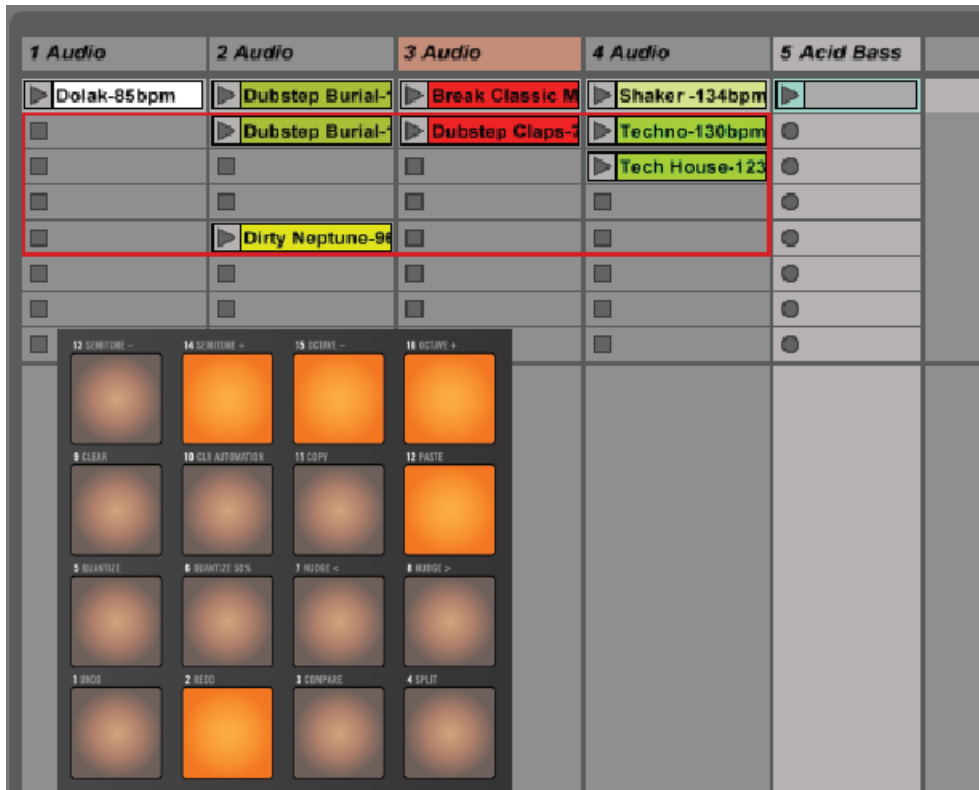 1 Audio 2 Audio 3 Audio 4 Audio 5 Acid Bass
Dolak-85bpm Dubstep Burial- Break Classic M Shaker -134bpm
Dubstep Burial- Dubstep Claps-7 Techno-130bpm
Tech House-123
Dirty Neptune-96
13 SEMITONE - 14 SEMITONE + 15 OCTAVE - 16 OCTAVE +
9 CLEAR 10 CLR AUTOMATION 11 COPY 12 PASTE
5 QUANTIZE 6 QUANTIZE 50% 7 NUDGE < 8 NUDGE >
1 UNDO 2 REDO 3 COMPARE 4 SPLIT